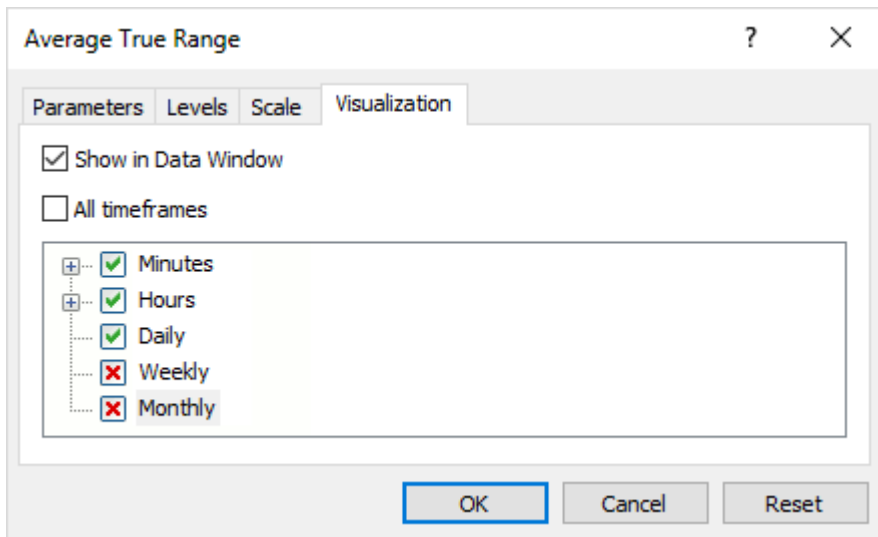 Average True Range ?
Parameters Levels Scale Visualization
Show in Data Window
All timeframes
Minutes
Hours
Daily
Weekly
Monthly
OK Cancel Reset